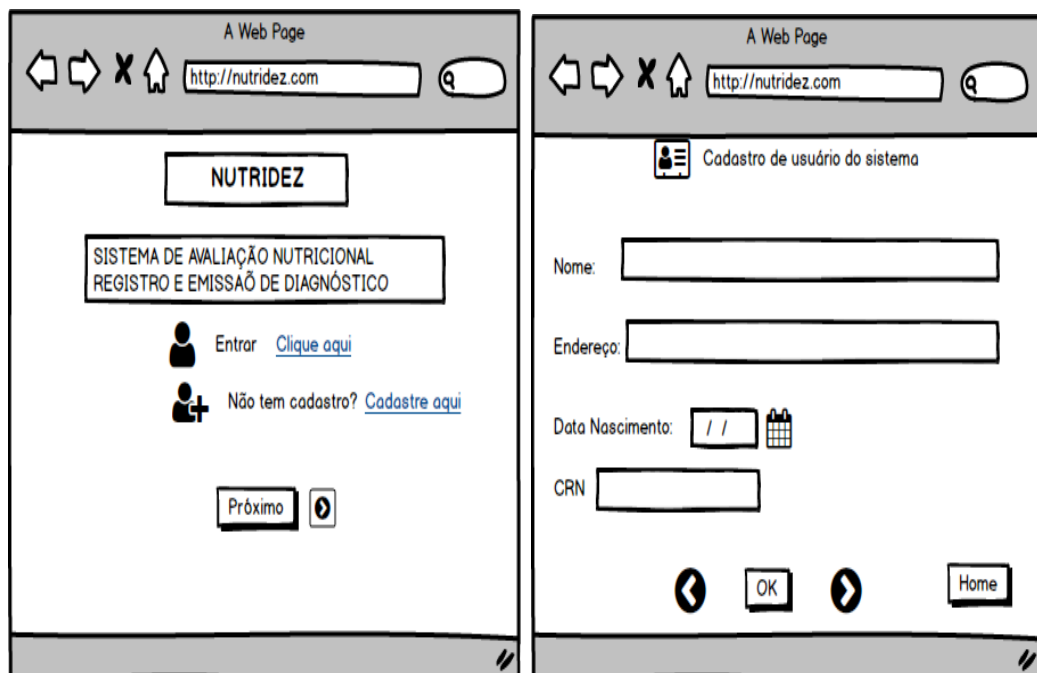 A Web Page
http://nutridez.com
NUTRIDEZ
SISTEMA DE AVALIAÇÃO NUTRICIONAL
REGISTRO E EMISSAÕ DE DIAGNÓSTICO
Entrar Clique aqui
Não tem cadastro? Cadastre aqui
Próximo
A Web Page
http://nutridez.com
Cadastro de usuário do sistema
Nome:
Endereço:
Data Nascimento: / /
CRN
OK
Home